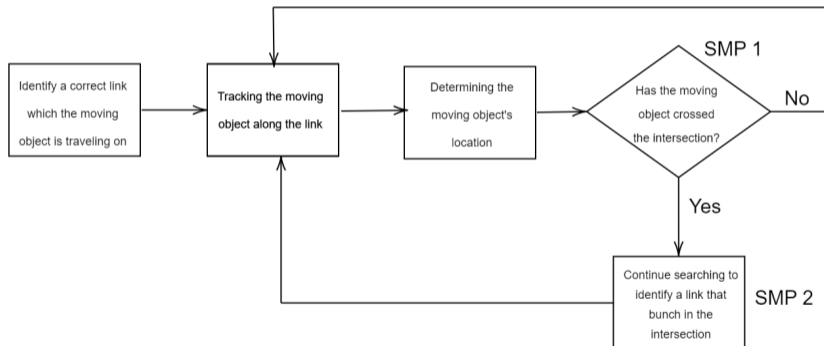 Identify a correct link
which the moving
object is traveling on
Tracking the moving
object along the link
Determining the
moving object's
location
SMP 1
Has the moving
object crossed
the intersection?
No
Yes
Continue searching to
identify a link that
bunch in the
intersection
SMP 2